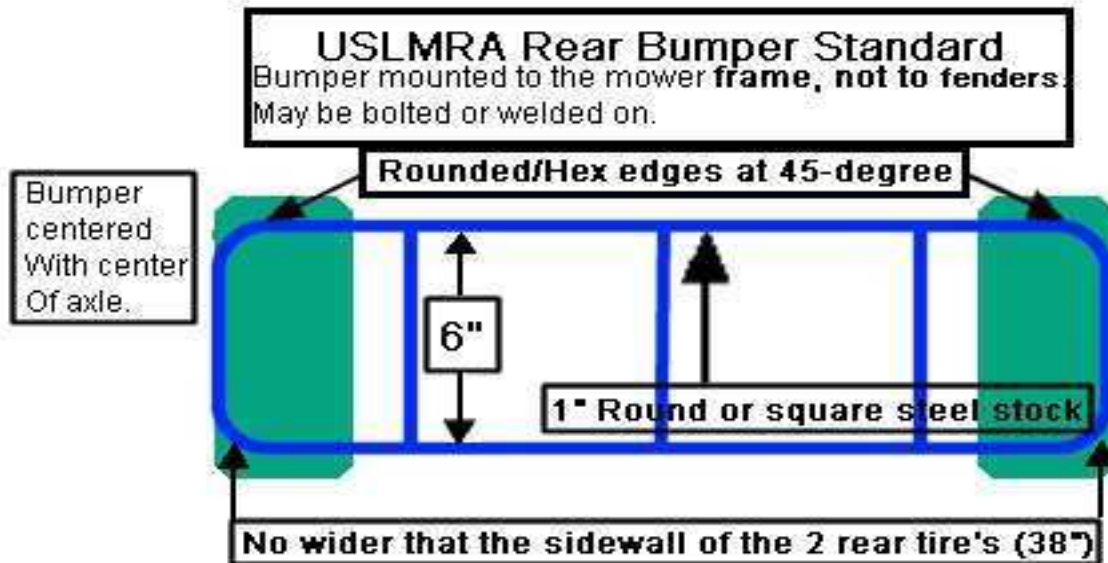 USLMRA Rear Bumper Standard
Bumper mounted to the mower frame, not to fenders.
May be bolted or welded on.
Rounded/Hex edges at 45-degree
Bumper
centered
With center
Of axle.
6"
1" Round or square steel stock
No wider that the sidewall of the 2 rear tire's (38")